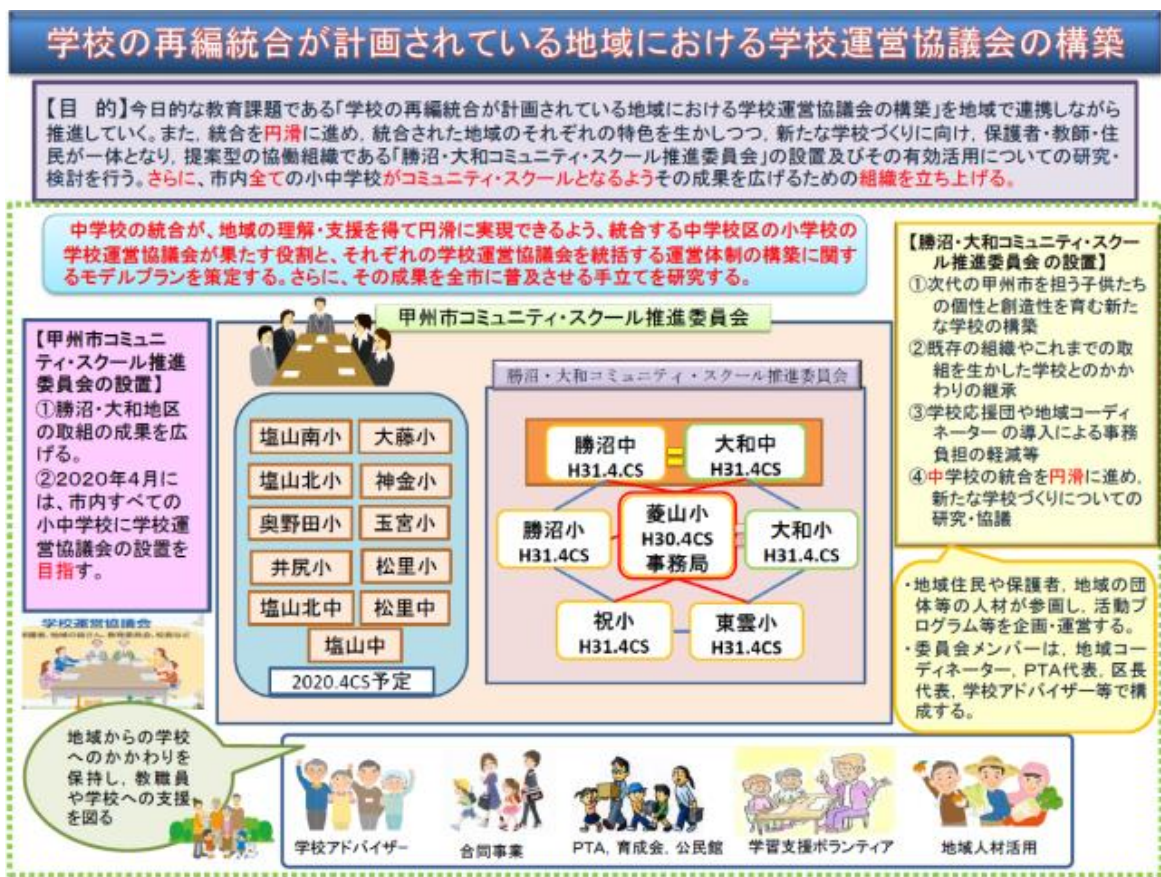 学校の再編統合が計画されている地域における学校運営協議会の構築
【目　的】今日的な教育課題である「学校の再編統合が計画されている地域における学校運営協議会の構築」を地域で連携しながら
推進していく。また，統合を円滑に進め，統合された地域のそれぞれの特色を生かしつつ，新たな学校づくりに向け，保護者・教師・住
民が一体となり，提案型の協働組織である「勝沼・大和コミュニティ・スクール推進委員会」の設置及びその有効活用についての研究・
検討を行う。さらに、市内全ての小中学校がコミュニティ・スクールとなるようその成果を広げるための組織を立ち上げる。
中学校の統合が、地域の理解・支援を得て円滑に実現できるよう、統合する中学校区の小学校の
学校運営協議会が果たす役割と、それぞれの学校運営協議会を統括する運営体制の構築に関す
るモデルプランを策定する。さらに、その成果を全市に普及させる手立てを研究する。
【甲州市コミュニ
ティ・スクール推進
委員会の設置】
①勝沼・大和地区
の取組の成果を広
げる。
②2020年4月に
は、市内すべての
小中学校に学校運
営協議会の設置を
目指す。
学校運営協議会
甲州市コミュニティ・スクール推進委員会
塩山南小
大藤小
塩山北小
神金小
奥野田小
玉宮小
井尻小
松里小
塩山北中
松里中
塩山中
2020.4CS予定
勝沼・大和コミュニティ・スクール推進委員会
勝沼中
H31.4.CS
大和中
H31.4CS
勝沼小
H31.4CS
菱山小
H30.4CS
事務局
大和小
H31.4.CS
祝小
H31.4CS
東雲小
H31.4CS
【勝沼・大和コミュニティ・スクー
ル推進委員会 の設置】
①次代の甲州市を担う子供たち
の個性と創造性を育む新た
な学校の構築
②既存の組織やこれまでの取
組を生かした学校とのかか
わりの継承
③学校応援団や地域コーディ
ネーター の導入による事務
負担の軽減等
④中学校の統合を円滑に進め，
新たな学校づくりについての
研究・協議
・地域住民や保護者，地域の団
体等の人材が参画し，活動プ
ログラム等を企画・運営する。
・委員会メンバーは，地域コー
ディネーター，PTA代表，区長
代表，学校アドバイザー等で構
成する。
地域からの学校
へのかかわりを
保持し，教職員
や学校への支援
を図る
学校アドバイザー
合同事業
PTA，育成会，公民館
学習支援ボランティア
地域人材活用